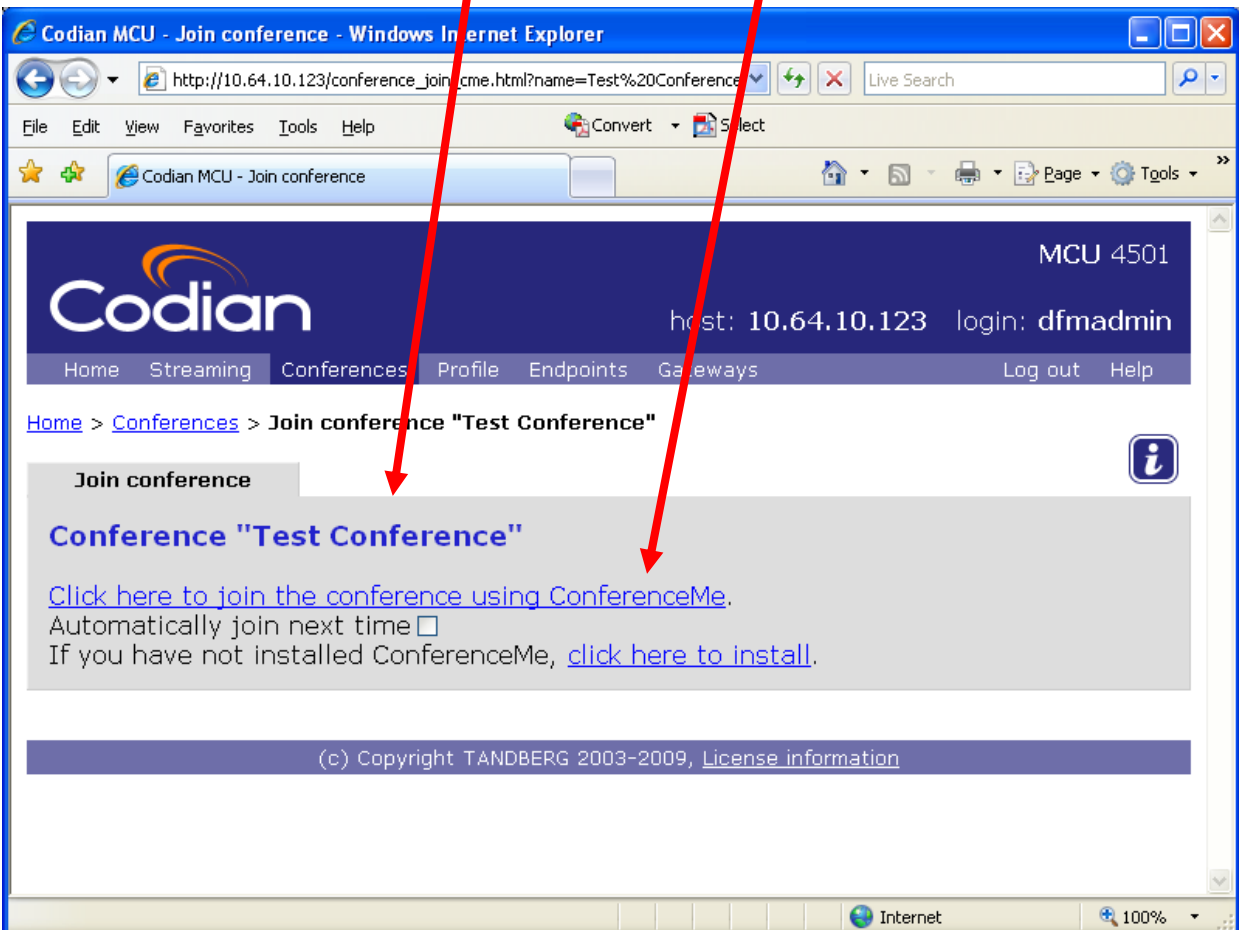 Codian MCU - Join conference - Windows Internet Explorer
http://10.64.10.123/conference_join_cme.html?name=Test%20Conference
Live Search
File Edit View Favorites Tools Help Convert Select
Codian MCU - Join conference
Page Tools »
Codian
MCU 4501
host: 10.64.10.123 login: dfmadmin
Home Streaming Conferences Profile Endpoints Gateways Log out Help
Home > Conferences > Join conference "Test Conference"
i
Join conference
Conference "Test Conference"
Click here to join the conference using ConferenceMe.
Automatically join next time
If you have not installed ConferenceMe, click here to install.
(c) Copyright TANDBERG 2003-2009, License information
Internet 100%